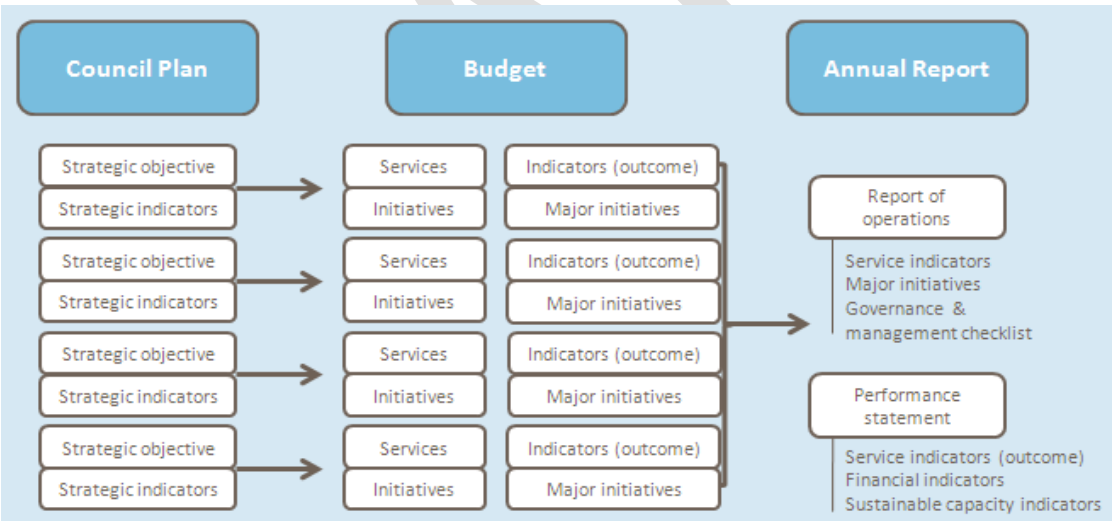 Council Plan
Budget
Annual Report
Strategic objective
Strategic indicators
Services
Initiatives
Indicators (outcome)
Major initiatives
Strategic objective
Strategic indicators
Services
Initiatives
Indicators (outcome)
Major initiatives
Strategic objective
Strategic indicators
Services
Initiatives
Indicators (outcome)
Major initiatives
Strategic objective
Strategic indicators
Services
Initiatives
Indicators (outcome)
Major initiatives
Report of
operations
Service indicators
Major initiatives
Governance &
management checklist
Performance
statement
Service indicators (outcome)
Financial indicators
Sustainable capacity indicators